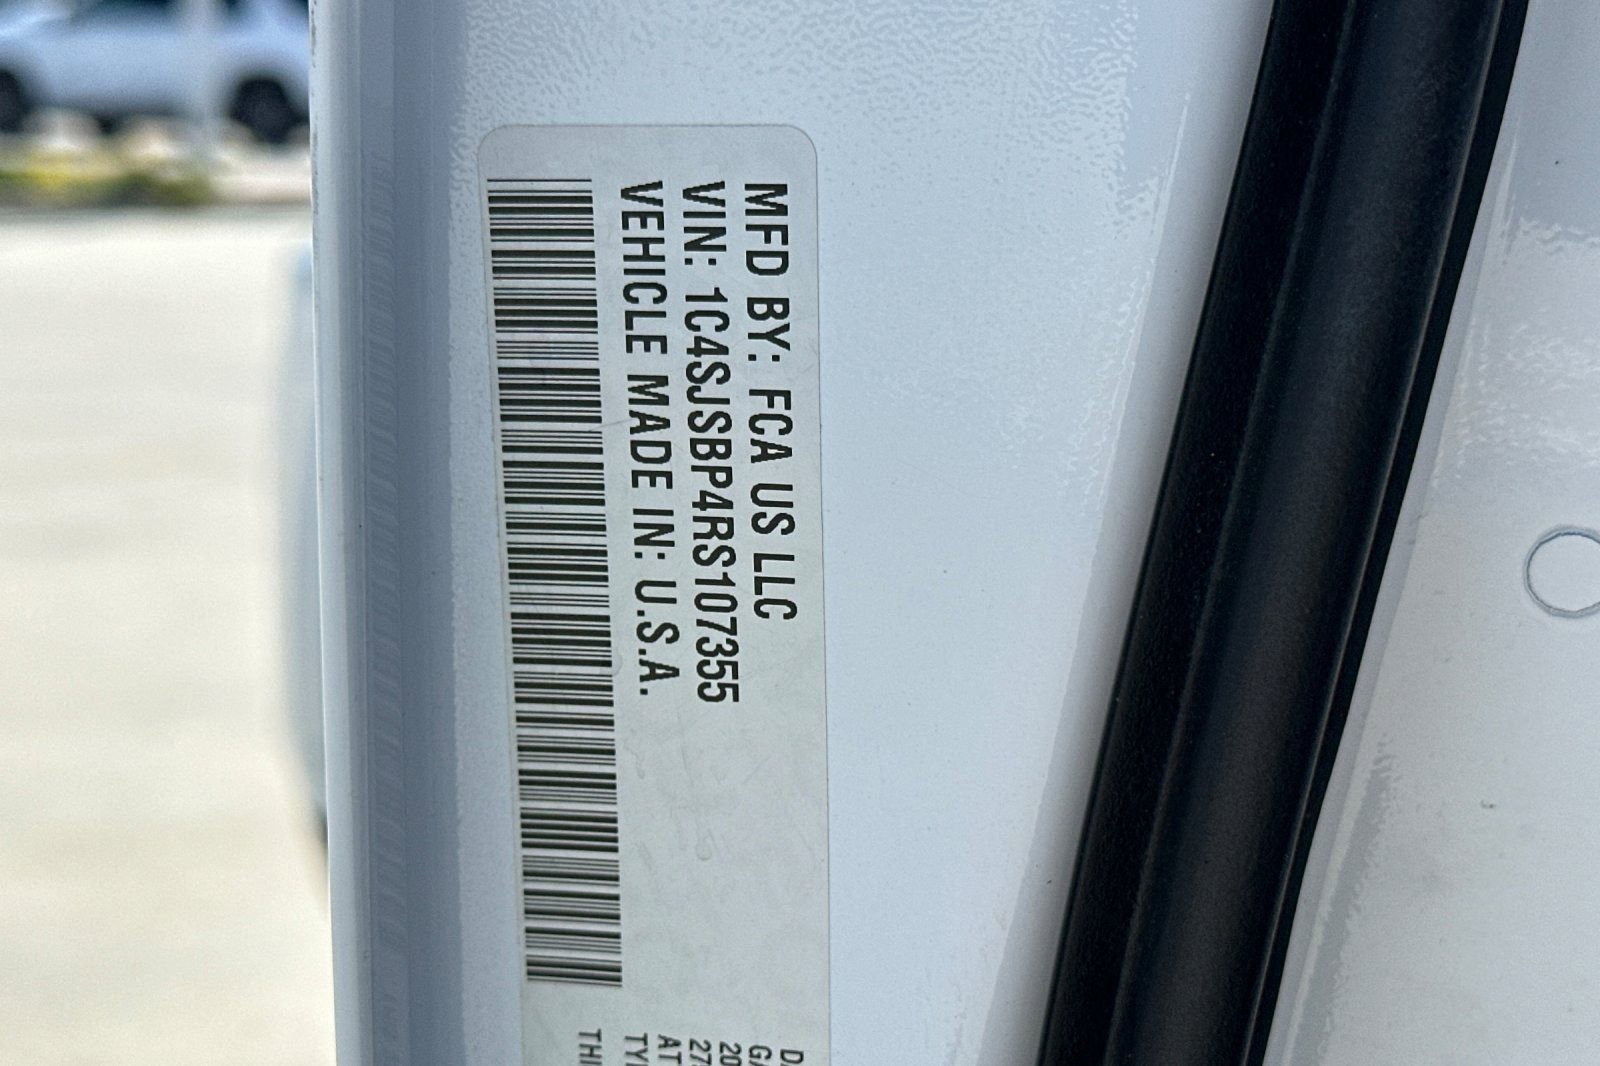 MFD BY: FCA US LLC
VIN: 1C4SJSBP4RS107355
VEHICLE MADE IN: U.S.A.